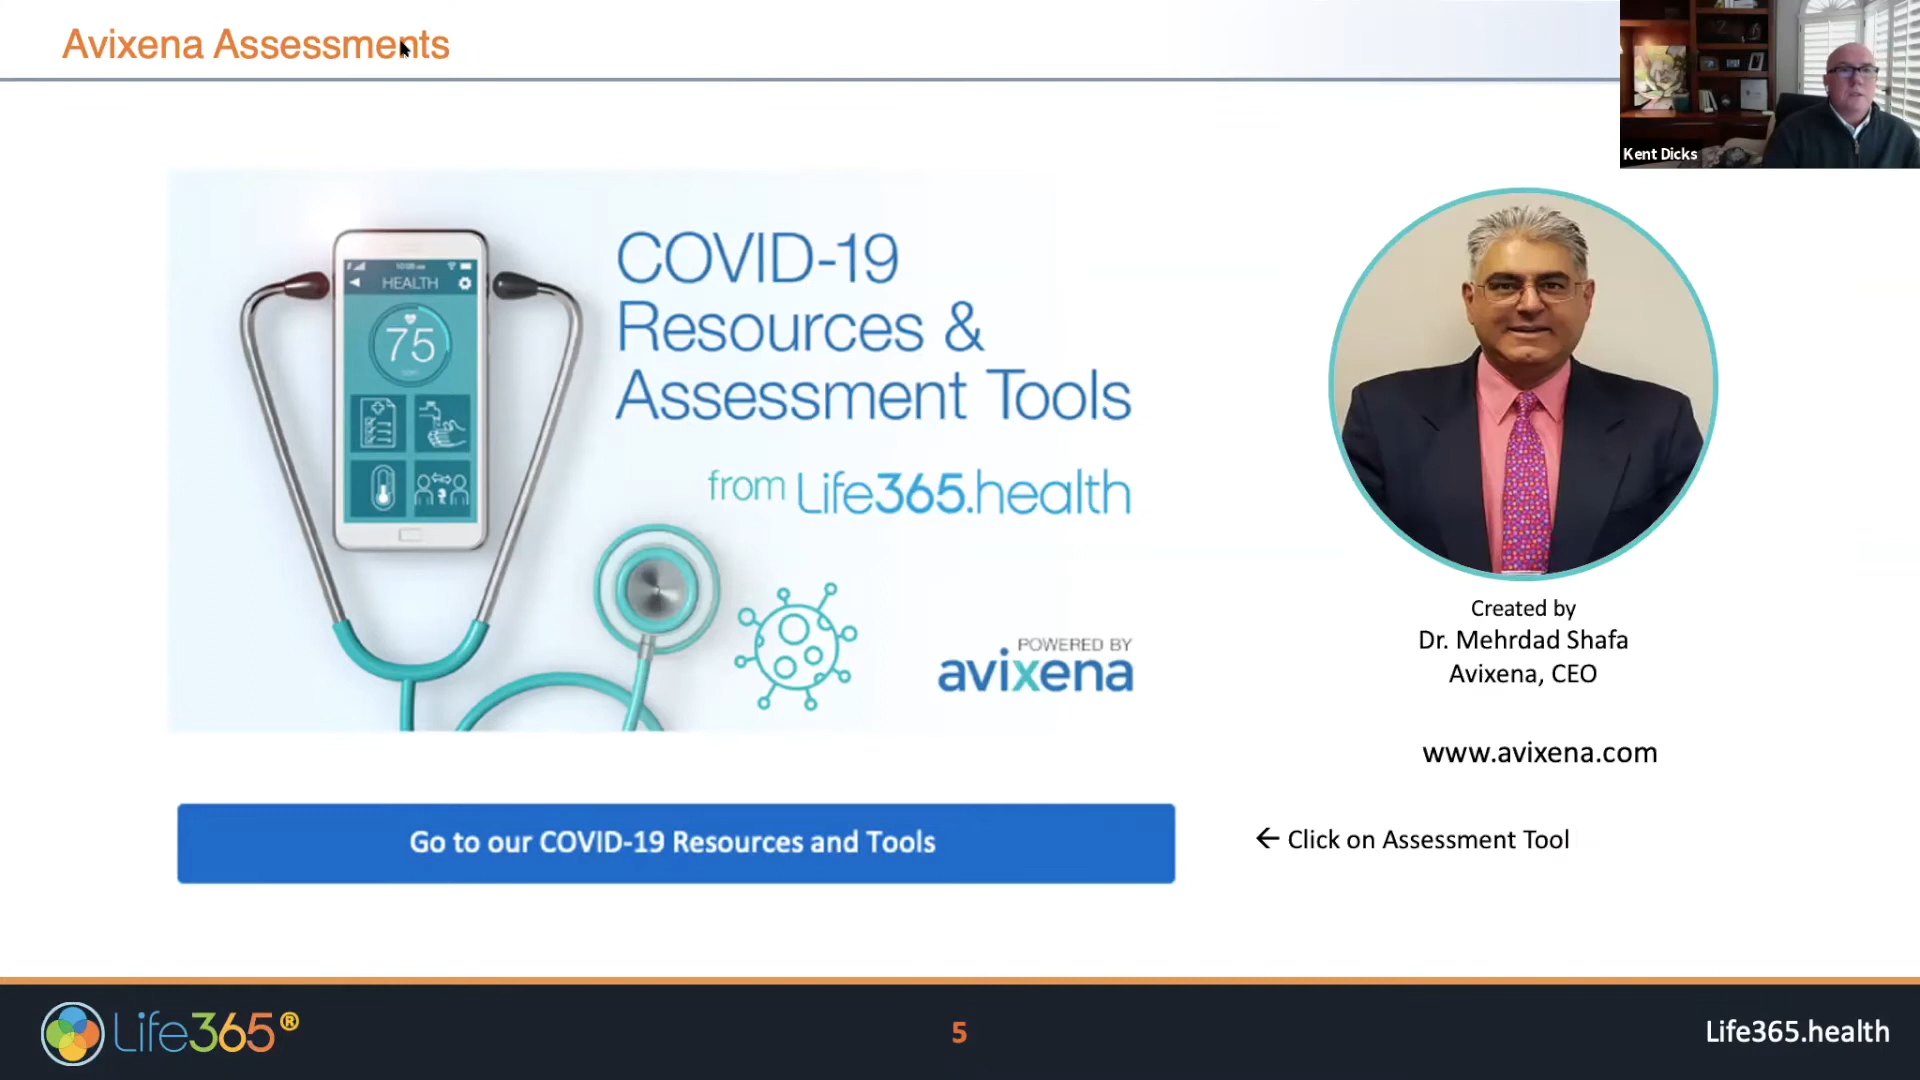 Avixena Assessments
Kent Dicks
HEALTH
75
COVID-19
Resources &
Assessment Tools
from Life365.health
POWERED BY
avixena
Created by
Dr. Mehrdad Shafa
Avixena, CEO
www.avixena.com
Go to our COVID-19 Resources and Tools
← Click on Assessment Tool
Life365®
5
Life365.health